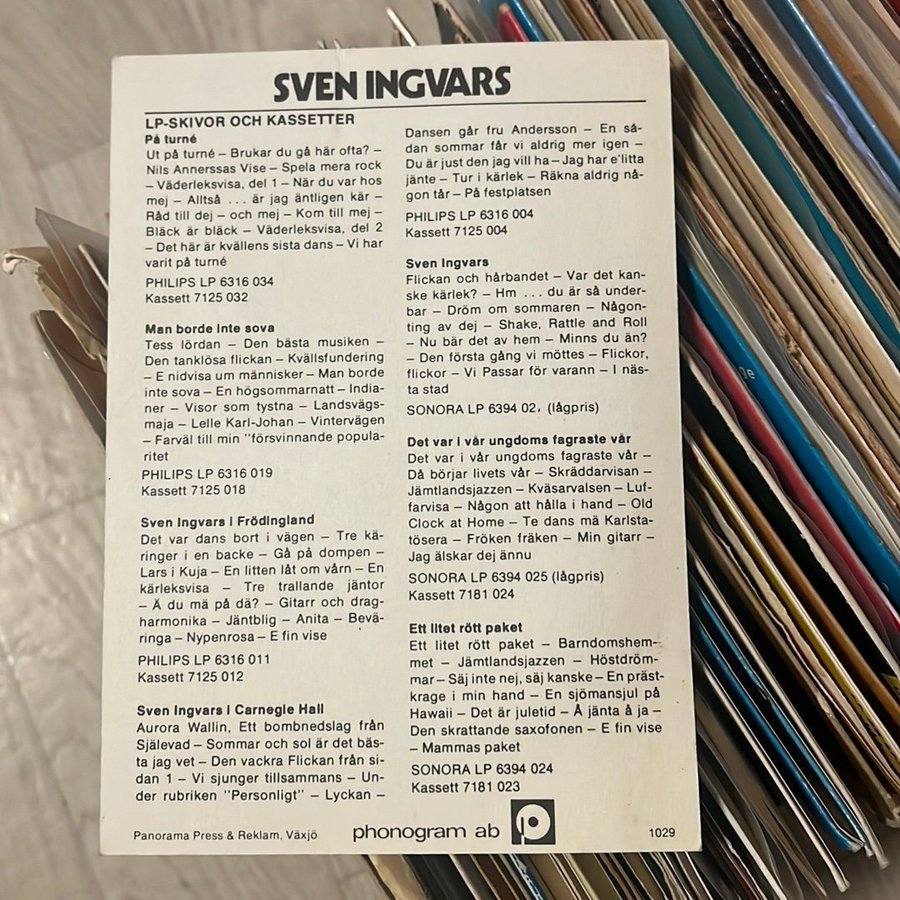 SVEN INGVARS
LP-SKIVOR OCH KASSETTER
På turné
Ut på turné – Brukar du gå här ofta? –
Nils Annerssas Vise – Spela mera rock
– Väderleksvisa, del 1 – När du var hos
mej – Alltså ... är jag äntligen kär –
Råd till dej – och mej – Kom till mej –
Bläck är bläck – Väderleksvisa, del 2
– Det här är kvällens sista dans – Vi har
varit på turné
PHILIPS LP 6316 034
Kassett 7125 032
Man borde inte sova
Tess lördan – Den bästa musiken –
Den tanklösa flickan – Kvällsfundering
– E nidvisa um människer – Man borde
inte sova – En högsommarnatt – India-
ner – Visor som tystna – Landsvägs-
maja – Lelle Karl-Johan – Vintervägen
– Farväl till min "försvinnande popula-
ritet
PHILIPS LP 6316 019
Kassett 7125 018
Sven Ingvars i Frödingland
Det var dans bort i vägen – Tre kä-
ringer i en backe – Gå på dompen –
Lars i Kuja – En litten låt om vårn – En
kärleksvisa – Tre trallande jäntor
– Ä du mä på dä? – Gitarr och drag-
harmonika – Jäntblig – Anita – Bevä-
ringa – Nypenrosa – E fin vise
PHILIPS LP 6316 011
Kassett 7125 012
Sven Ingvars i Carnegie Hall
Aurora Wallin, Ett bombnedslag från
Själevad – Sommar och sol är det bäs-
ta jag vet – Den vackra Flickan från si-
dan 1 – Vi sjunger tillsammans – Un-
der rubriken "Personligt" – Lyckan –
Dansen går fru Andersson – En så-
dan sommar får vi aldrig mer igen –
Du är just den jag vill ha – Jag har e'litta
jänte – Tur i kärlek – Räkna aldrig nå-
gon tår – På festplatsen
PHILIPS LP 6316 004
Kassett 7125 004
Sven Ingvars
Flickan och hårbandet – Var det kan-
ske kärlek? – Hm ... du är så under-
bar – Dröm om sommaren – Någon-
ting av dej – Shake, Rattle and Roll
– Nu bär det av hem – Minns du än?
– Den första gång vi möttes – Flickor,
flickor – Vi Passar för varann – I näs-
ta stad
SONORA LP 6394 02. (lågpris)
Det var i vår ungdoms fagraste vår
Det var i vår ungdoms fagraste vår –
Då börjar livets vår – Skräddarvisan –
Jämtlandsjazzen – Kväsarvalsen – Luf-
farvisa – Någon att hålla i hand – Old
Clock at Home – Te dans mä Karlsta-
tösera – Fröken fräken – Min gitarr –
Jag älskar dej ännu
SONORA LP 6394 025 (lågpris)
Kassett 7181 024
Ett litet rött paket
Ett litet rött paket – Barndomshem-
met – Jämtlandsjazzen – Höstdröm-
mar – Säj inte nej, säj kanske – En präst-
krage i min hand – En sjömansjul på
Hawaii – Det är juletid – Å jänta å ja –
Den skrattande saxofonen – E fin vise
– Mammas paket
SONORA LP 6394 024
Kassett 7181 023
Panorama Press & Reklam, Växjö
phonogram ab
1029